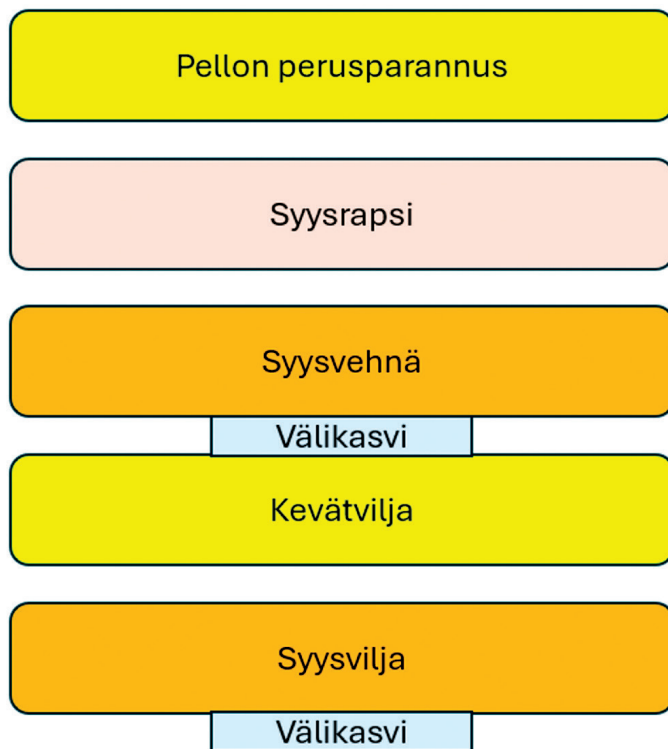 Pellon perusparannus
Syysrapsi
Syysvehnä
Välikasvi
Kevätvilja
Syysvilja
Välikasvi